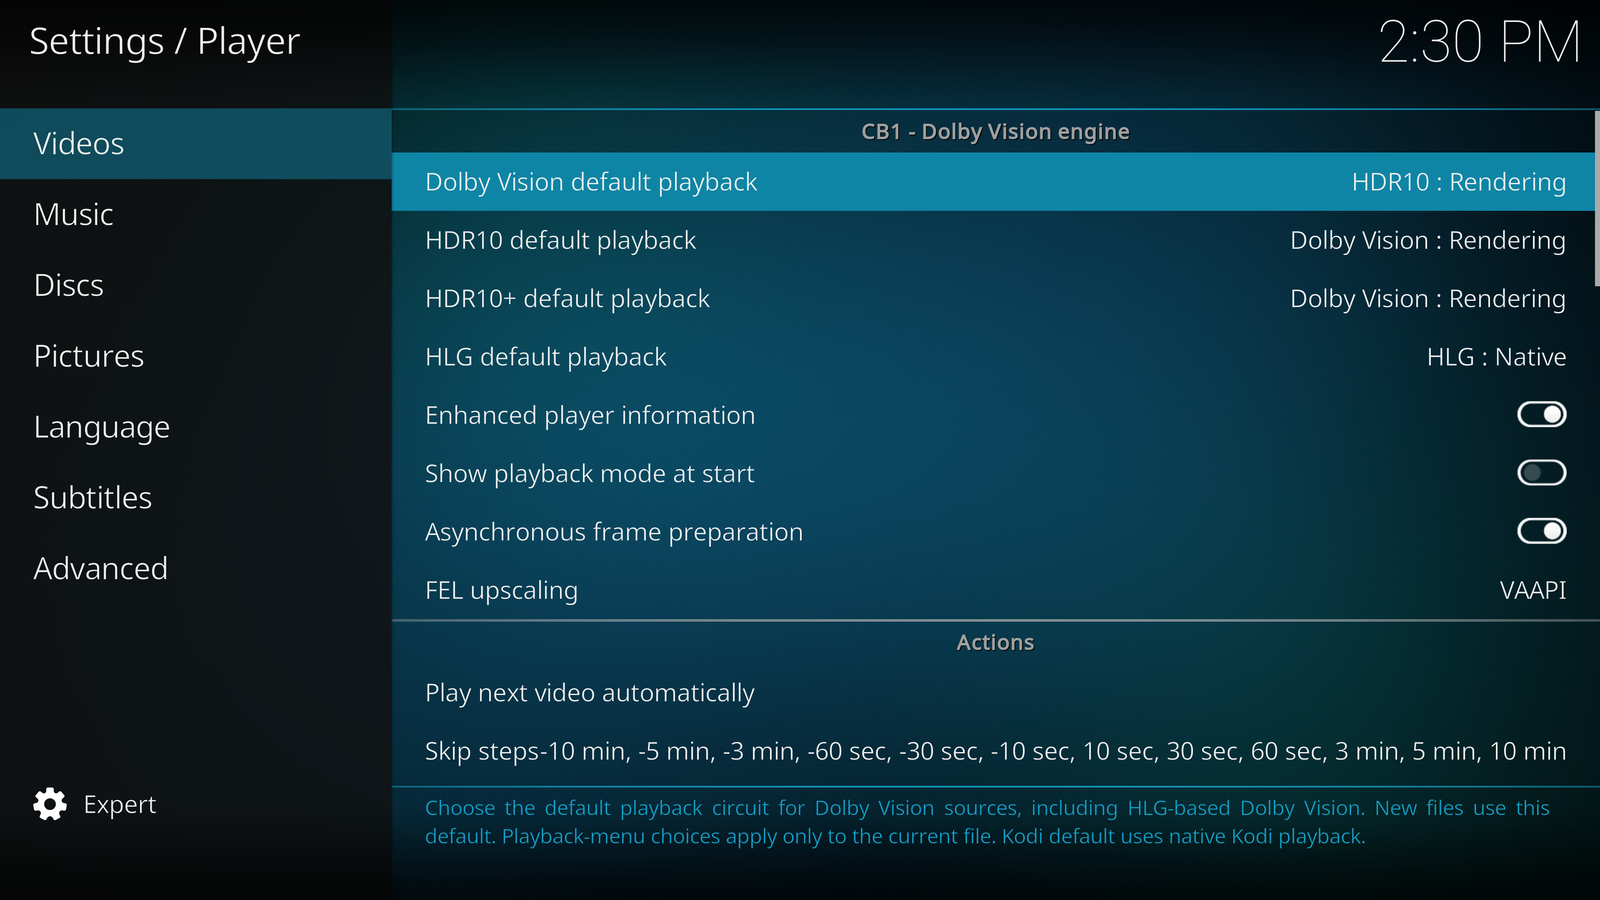 Settings / Player
2:30 PM
Videos
Music
Discs
Pictures
Language
Subtitles
Advanced
Expert
CB1 - Dolby Vision engine
Dolby Vision default playback HDR10 : Rendering
HDR10 default playback Dolby Vision : Rendering
HDR10+ default playback Dolby Vision : Rendering
HLG default playback HLG : Native
Enhanced player information
Show playback mode at start
Asynchronous frame preparation
FEL upscaling VAAPI
Actions
Play next video automatically
Skip steps-10 min, -5 min, -3 min, -60 sec, -30 sec, -10 sec, 10 sec, 30 sec, 60 sec, 3 min, 5 min, 10 min
Choose the default playback circuit for Dolby Vision sources, including HLG-based Dolby Vision. New files use this
default. Playback-menu choices apply only to the current file. Kodi default uses native Kodi playback.